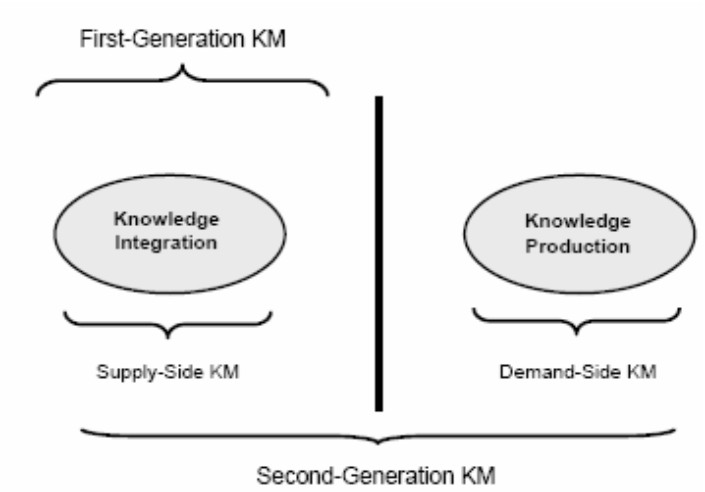 First-Generation KM
Knowledge
Integration
Knowledge
Production
Supply-Side KM
Demand-Side KM
Second-Generation KM